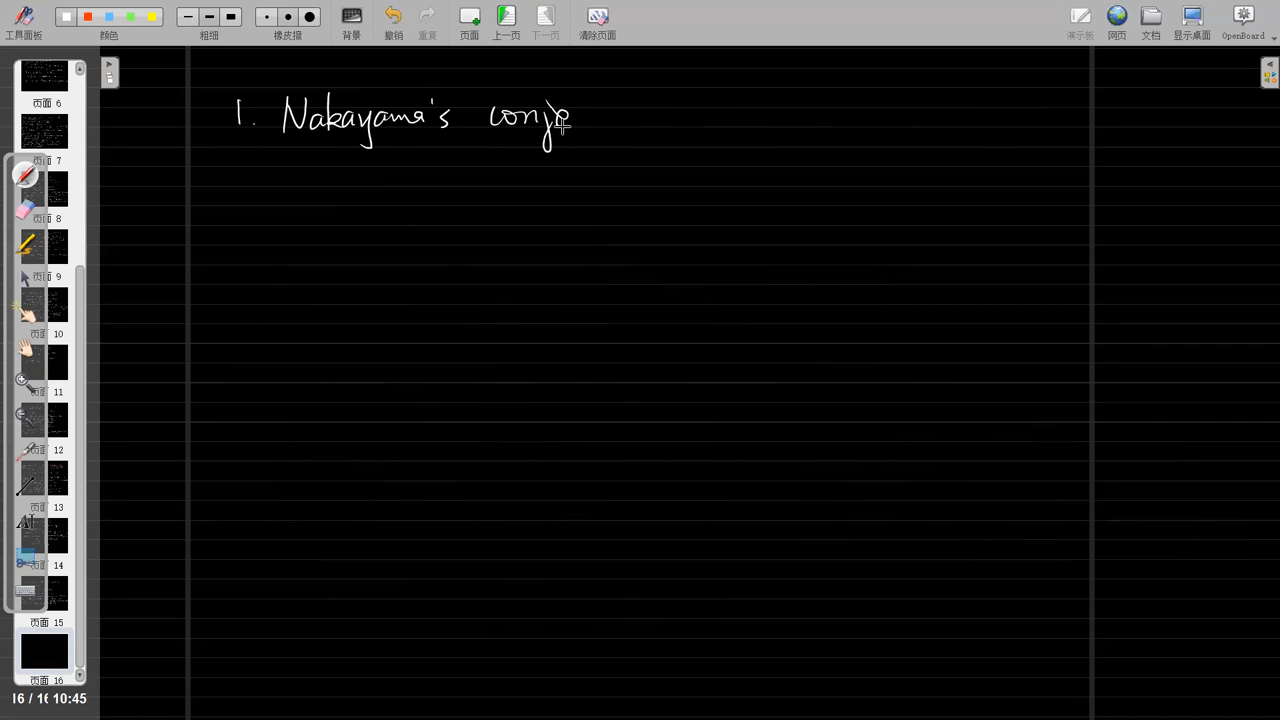 工具面板
颜色
粗细
橡皮擦
背景
撤销
重复
页面
上一页
下一页
清除页面
演示板
网页
文档
显示桌面
OpenBoard
页面 6
页面 7
页面 8
页面 9
页面 10
页面 11
页面 12
页面 13
页面 14
页面 15
页面 16
16 / 16 10:45
1. Nakayama's conje